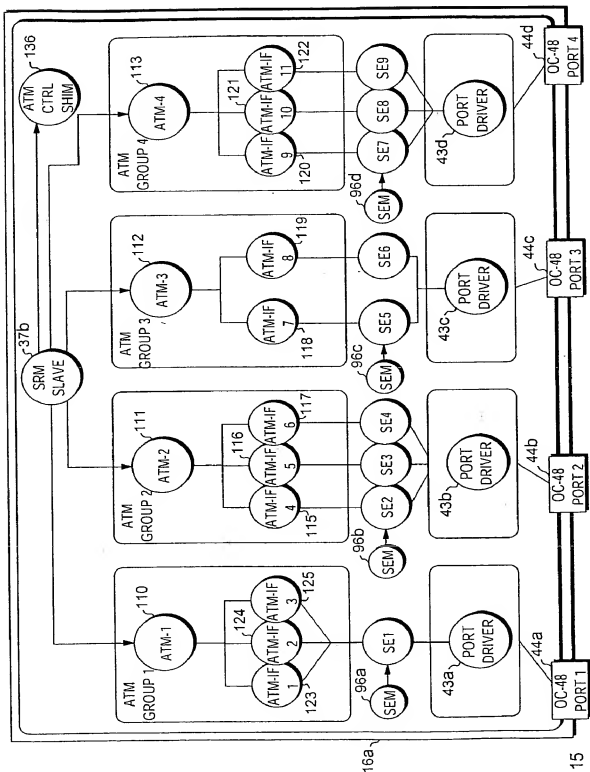 37b
SRM
SLAVE
136
ATM
CTRL
SHIM
ATM
GROUP 1
110
ATM-1
124
ATM-IF
1
ATM-IF
2
ATM-IF
3
123
125
ATM
GROUP 2
111
ATM-2
116
ATM-IF
4
ATM-IF
5
ATM-IF
6
115
117
ATM
GROUP 3
112
ATM-3
ATM-IF
7
ATM-IF
8
118
119
ATM
GROUP 4
113
ATM-4
121
ATM-IF
9
ATM-IF
10
ATM-IF
11
120
122
96a
SEM
SE1
96b
SEM
SE2
SE3
SE4
96c
SEM
SE5
SE6
96d
SEM
SE7
SE8
SE9
43a
PORT
DRIVER
43b
PORT
DRIVER
43c
PORT
DRIVER
43d
PORT
DRIVER
44a
OC-48
PORT 1
44b
OC-48
PORT 2
44c
OC-48
PORT 3
44d
OC-48
PORT 4
16a
15